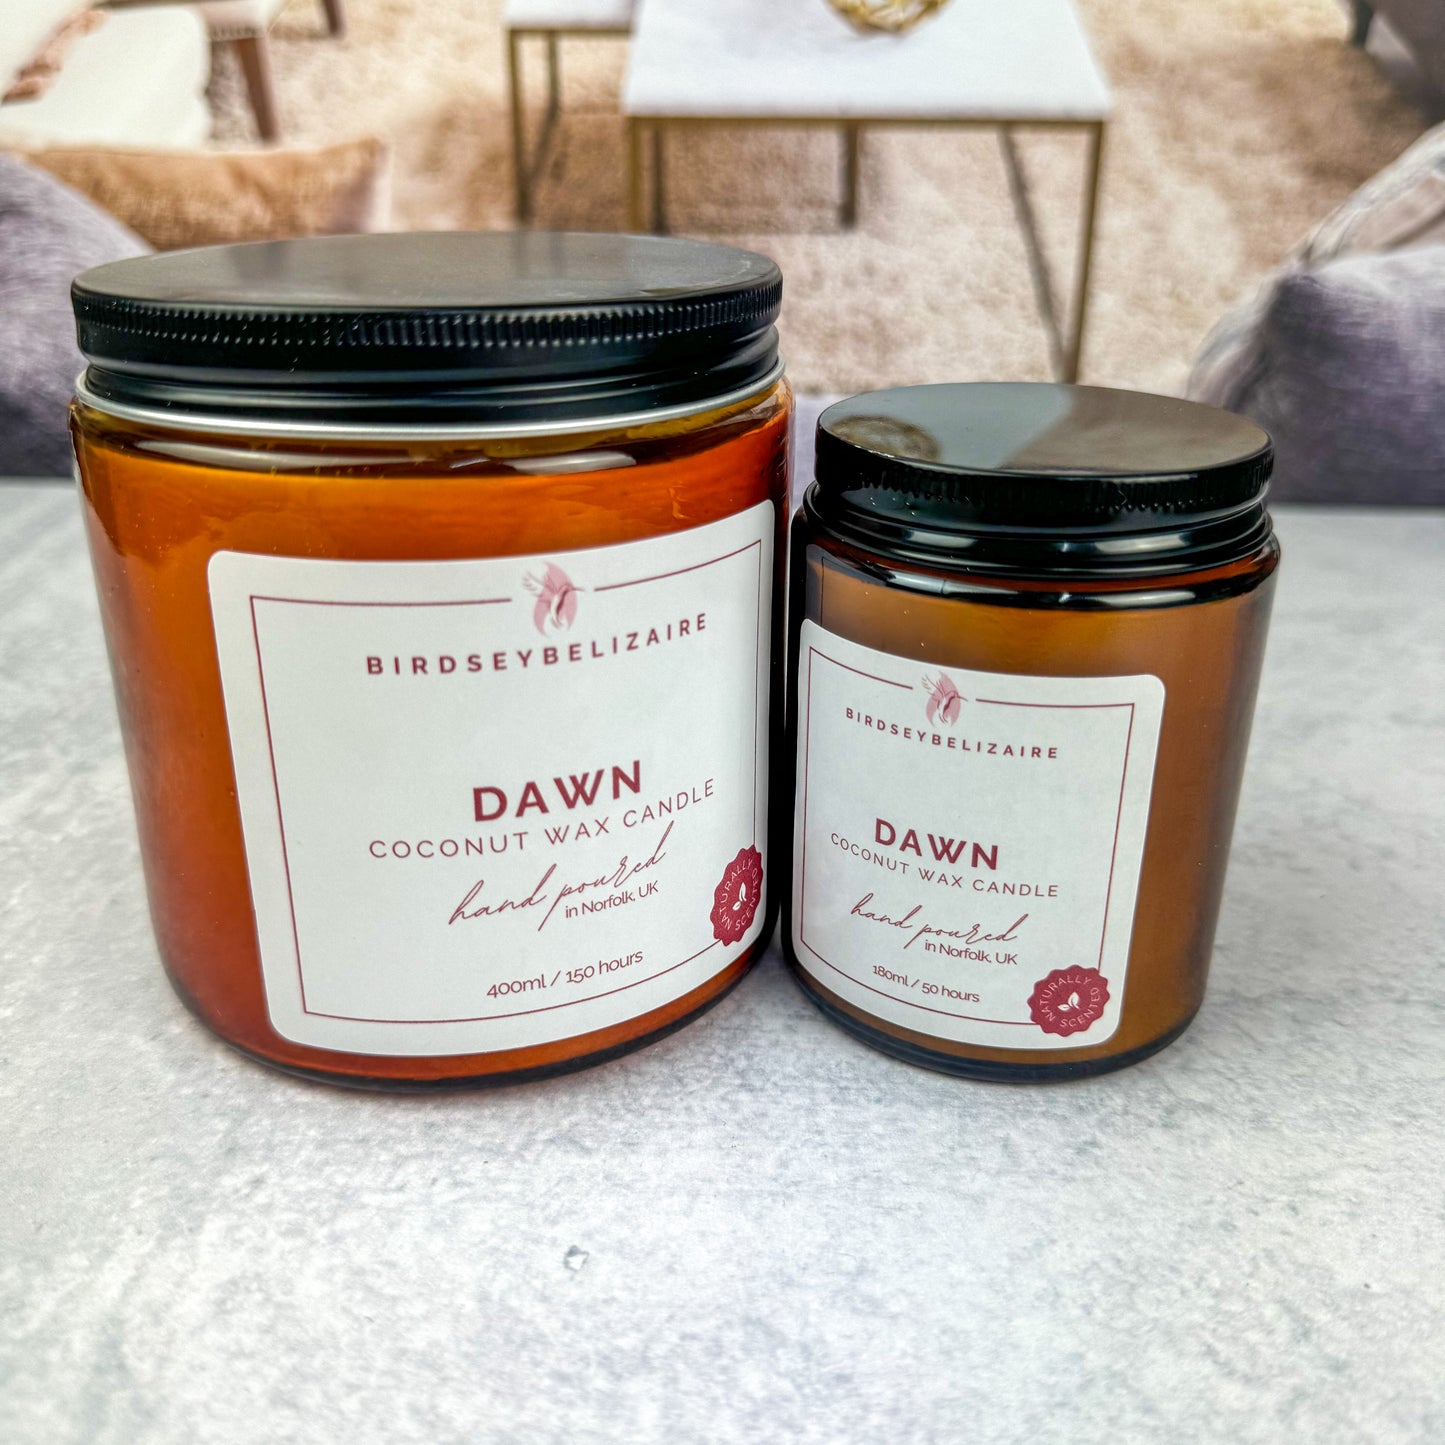 BIRDSEYBELIZAIRE
DAWN
COCONUT WAX CANDLE
hand poured
in Norfolk, UK
400ml / 150 hours
NATURALLY SCENTED
BIRDSEYBELIZAIRE
DAWN
COCONUT WAX CANDLE
hand poured
in Norfolk, UK
180ml / 50 hours
NATURALLY SCENTED